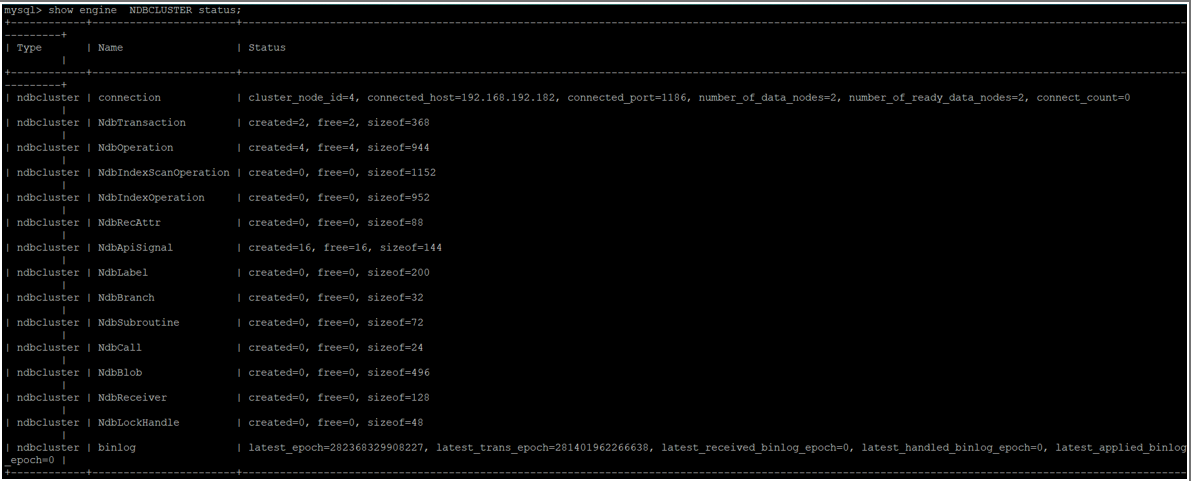 mysql> show engine  NDBCLUSTER status;
+------------+-----------------------+--------------------------------------------------------------------------------------------------------------------------------------------------------
---------+
| Type       | Name                  | Status
         |
+------------+-----------------------+--------------------------------------------------------------------------------------------------------------------------------------------------------
---------+
| ndbcluster | connection            | cluster_node_id=4, connected_host=192.168.192.182, connected_port=1186, number_of_data_nodes=2, number_of_ready_data_nodes=2, connect_count=0
         |
| ndbcluster | NdbTransaction        | created=2, free=2, sizeof=368
         |
| ndbcluster | NdbOperation          | created=4, free=4, sizeof=944
         |
| ndbcluster | NdbIndexScanOperation | created=0, free=0, sizeof=1152
         |
| ndbcluster | NdbIndexOperation     | created=0, free=0, sizeof=952
         |
| ndbcluster | NdbRecAttr            | created=0, free=0, sizeof=88
         |
| ndbcluster | NdbApiSignal          | created=16, free=16, sizeof=144
         |
| ndbcluster | NdbLabel              | created=0, free=0, sizeof=200
         |
| ndbcluster | NdbBranch             | created=0, free=0, sizeof=32
         |
| ndbcluster | NdbSubroutine         | created=0, free=0, sizeof=72
         |
| ndbcluster | NdbCall               | created=0, free=0, sizeof=24
         |
| ndbcluster | NdbBlob               | created=0, free=0, sizeof=496
         |
| ndbcluster | NdbReceiver           | created=0, free=0, sizeof=128
         |
| ndbcluster | NdbLockHandle         | created=0, free=0, sizeof=48
         |
| ndbcluster | binlog                | latest_epoch=282368329908227, latest_trans_epoch=281401962266638, latest_received_binlog_epoch=0, latest_handled_binlog_epoch=0, latest_applied_binlog
_epoch=0 |
+------------+-----------------------+--------------------------------------------------------------------------------------------------------------------------------------------------------